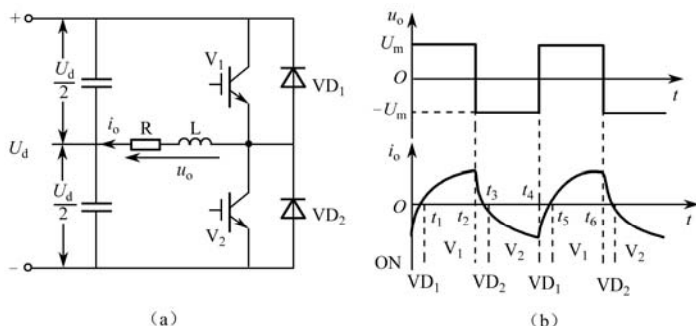 +
U_d/2
V₁
VD₁
i_o
R
L
U_d
u_o
U_d/2
V₂
VD₂
−
(a)
u_o
U_m
O
t
−U_m
i_o
t₃
t₄
O
t₁
t₂
t₅
t₆
t
V₁
V₂
V₁
V₂
ON
VD₁
VD₂
VD₁
VD₂
(b)